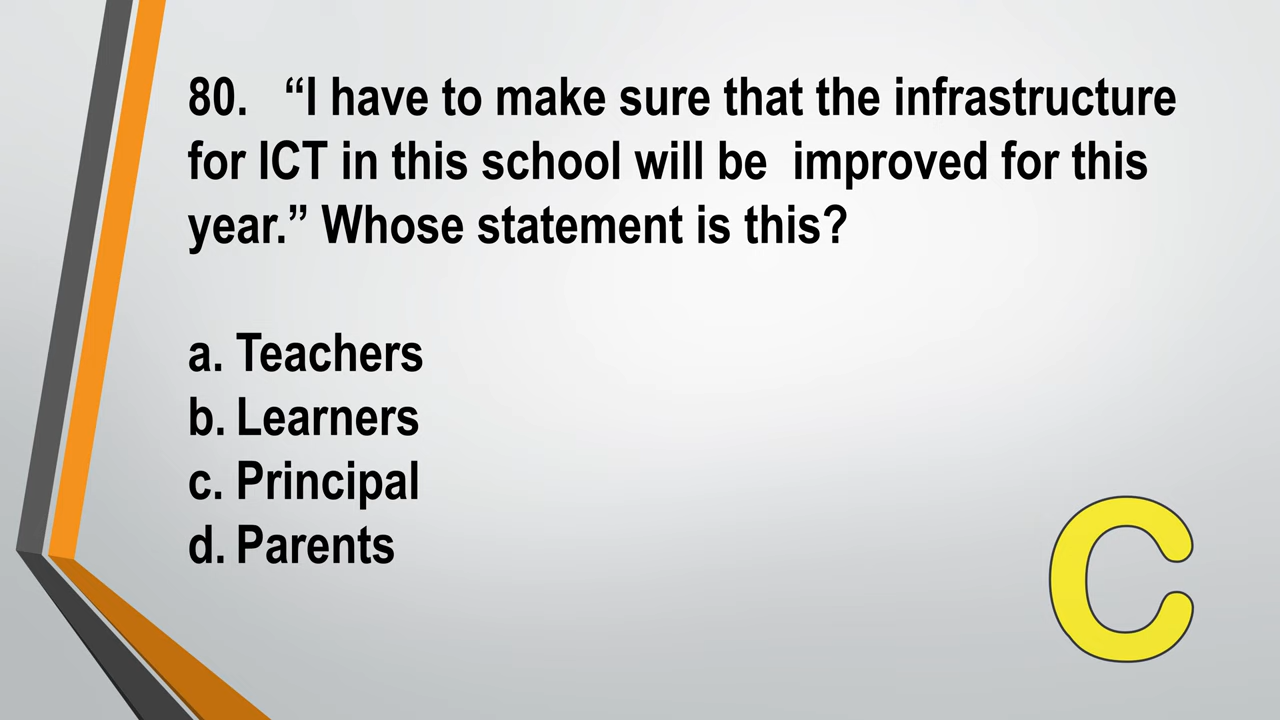 80. “I have to make sure that the infrastructure
for ICT in this school will be improved for this
year.” Whose statement is this?
a. Teachers
b. Learners
c. Principal
d. Parents
C